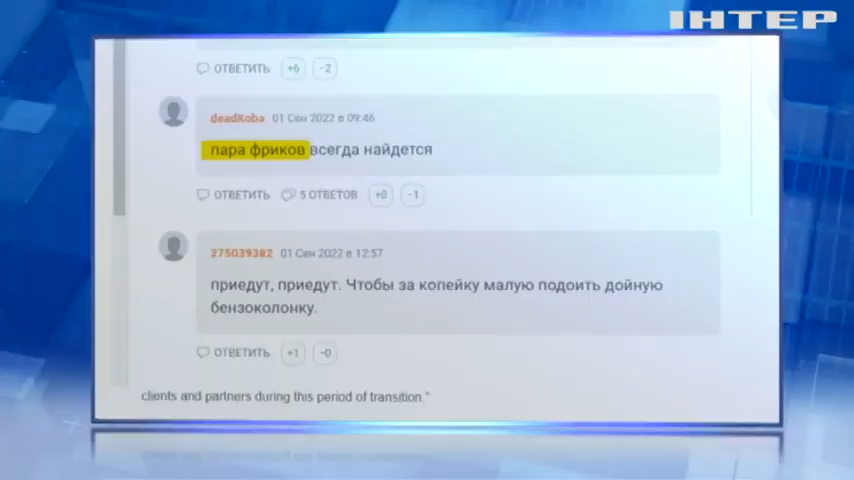 ІНТЕР
ОТВЕТИТЬ +6 -2
deadKoba 01 Сен 2022 в 09:46
пара фриков всегда найдется
ОТВЕТИТЬ 5 ОТВЕТОВ +8 -1
275039382 01 Сен 2022 в 12:57
приедут, приедут. Чтобы за копейку малую подоить дойную
бензоколонку.
ОТВЕТИТЬ +1 -0
clients and partners during this period of transition."